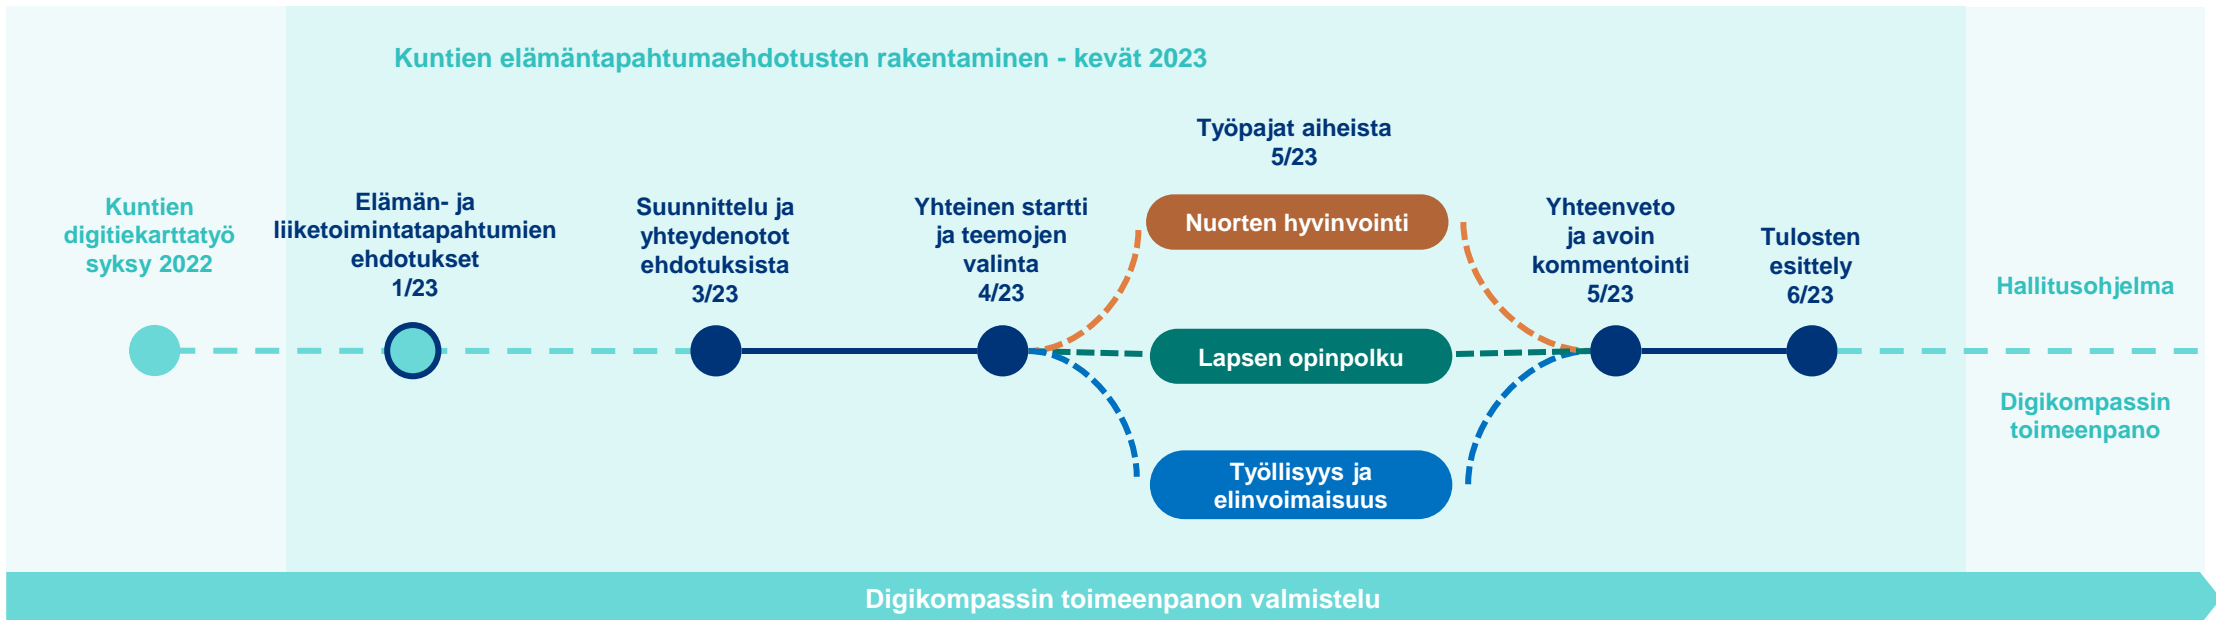 Kuntien elämäntapahtumaehdotusten rakentaminen - kevät 2023
Kuntien
digitiekarttatyö
syksy 2022
Elämän- ja
liiketoimintatapahtumien
ehdotukset
1/23
Suunnittelu ja
yhteydenotot
ehdotuksista
3/23
Yhteinen startti
ja teemojen
valinta
4/23
Työpajat aiheista
5/23
Nuorten hyvinvointi
Lapsen opinpolku
Työllisyys ja
elinvoimaisuus
Yhteenveto
ja avoin
kommentointi
5/23
Tulosten
esittely
6/23
Hallitusohjelma
Digikompassin
toimeenpano
Digikompassin toimeenpanon valmistelu